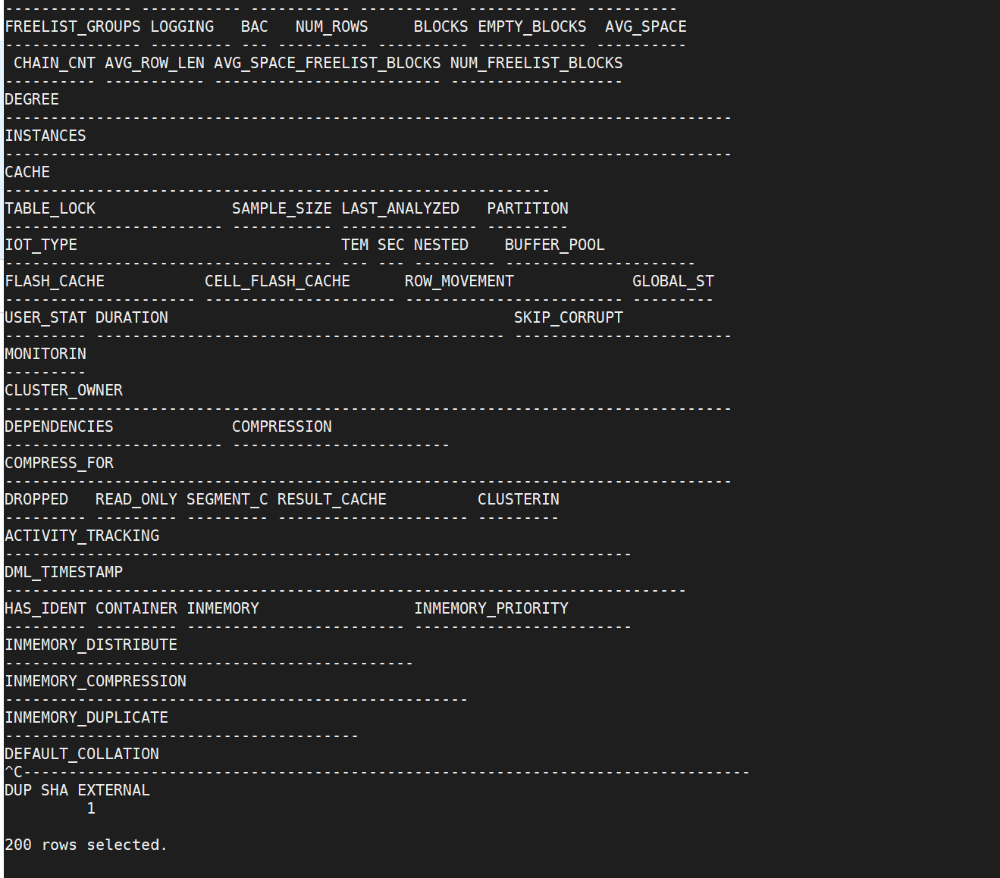 -------------- ----------- ----------- ----------- ------------ ----------
FREELIST_GROUPS LOGGING   BAC   NUM_ROWS     BLOCKS EMPTY_BLOCKS  AVG_SPACE
--------------- --------- --- ---------- ---------- ------------ ----------
 CHAIN_CNT AVG_ROW_LEN AVG_SPACE_FREELIST_BLOCKS NUM_FREELIST_BLOCKS
---------- ----------- ------------------------- -------------------
DEGREE
--------------------------------------------------------------------------------
INSTANCES
--------------------------------------------------------------------------------
CACHE
------------------------------------------------------------
TABLE_LOCK               SAMPLE_SIZE LAST_ANALYZED   PARTITION
------------------------ ----------- --------------- ---------
IOT_TYPE                             TEM SEC NESTED    BUFFER_POOL
------------------------------------ --- --- --------- ---------------------
FLASH_CACHE           CELL_FLASH_CACHE      ROW_MOVEMENT             GLOBAL_ST
--------------------- --------------------- ------------------------ ---------
USER_STAT DURATION                                      SKIP_CORRUPT
--------- --------------------------------------------- ------------------------
MONITORIN
---------
CLUSTER_OWNER
--------------------------------------------------------------------------------
DEPENDENCIES             COMPRESSION
------------------------ ------------------------
COMPRESS_FOR
--------------------------------------------------------------------------------
DROPPED   READ_ONLY SEGMENT_C RESULT_CACHE          CLUSTERIN
--------- --------- --------- --------------------- ---------
ACTIVITY_TRACKING
---------------------------------------------------------------------
DML_TIMESTAMP
---------------------------------------------------------------------------
HAS_IDENT CONTAINER INMEMORY                 INMEMORY_PRIORITY
--------- --------- ------------------------ ------------------------
INMEMORY_DISTRIBUTE
---------------------------------------------
INMEMORY_COMPRESSION
---------------------------------------------------
INMEMORY_DUPLICATE
---------------------------------------
DEFAULT_COLLATION
^C--------------------------------------------------------------------------------
DUP SHA EXTERNAL
         1
200 rows selected.